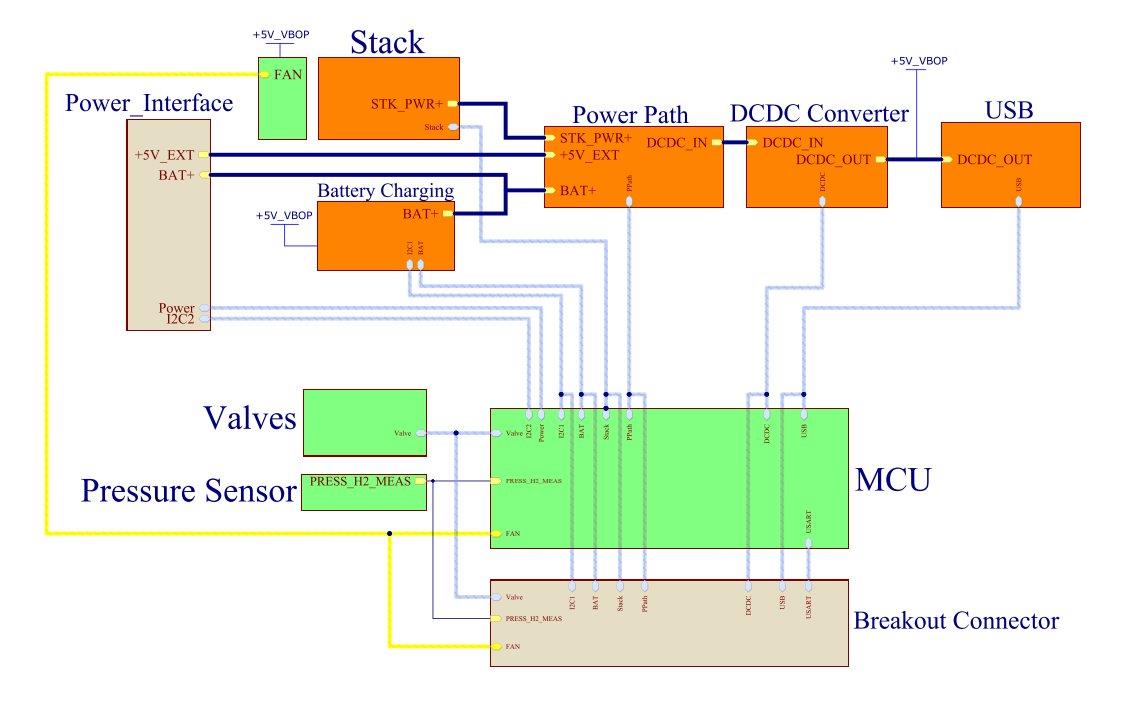 +5V_VBOP
FAN
Stack
STK_PWR+
Stack
Power_Interface
+5V_EXT
BAT+
Power
I2C2
Battery Charging
+5V_VBOP
BAT+
I2C1
BAT
Power Path
STK_PWR+
+5V_EXT
BAT+
DCDC_IN
PPath
DCDC Converter
DCDC_IN
DCDC_OUT
DCDC
+5V_VBOP
USB
DCDC_OUT
USB
Valves
Valve
Pressure Sensor
PRESS_H2_MEAS
MCU
I2C2
Power
I2C1
BAT
Stack
PPath
DCDC
USB
Valve
PRESS_H2_MEAS
FAN
USART
Breakout Connector
I2C1
BAT
Stack
PPath
DCDC
USB
USART
Valve
PRESS_H2_MEAS
FAN